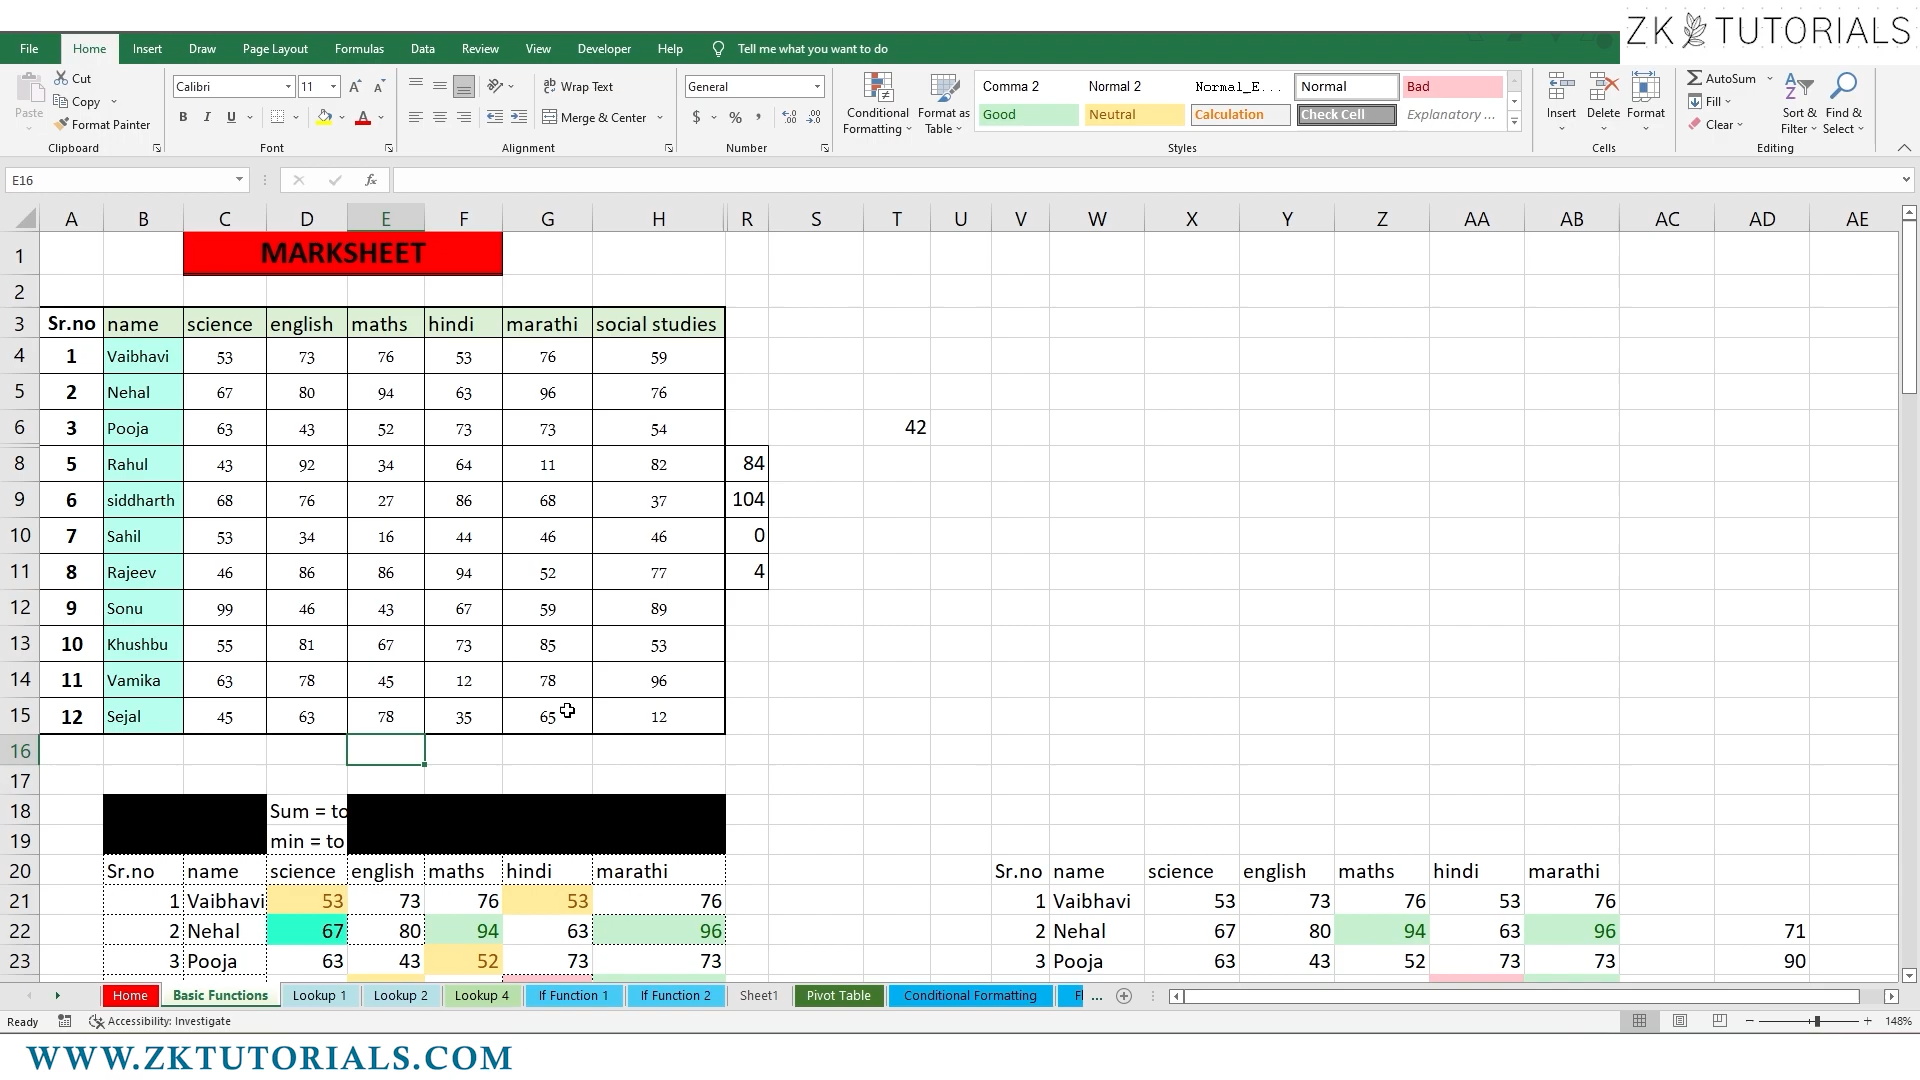 ZK TUTORIALS
File Home Insert Draw Page Layout Formulas Data Review View Developer Help Tell me what you want to do
Paste Cut Copy Format Painter Clipboard
Calibri 11 A A B I U A Font
Wrap Text Merge & Center Alignment
General $ % , Number
Conditional Formatting Format as Table
Comma 2 Normal 2 Normal_E... Normal Bad
Good Neutral Calculation Check Cell Explanatory ...
Styles
Insert Delete Format Cells
AutoSum Fill Clear Sort & Filter Find & Select Editing
E16 fx
A B C D E F G H R S T U V W X Y Z AA AB AC AD AE
1 MARKSHEET
2
3 Sr.no name science english maths hindi marathi social studies
4 1 Vaibhavi 53 73 76 53 76 59
5 2 Nehal 67 80 94 63 96 76
6 3 Pooja 63 43 52 73 73 54 42
8 5 Rahul 43 92 34 64 11 82 84
9 6 siddharth 68 76 27 86 68 37 104
10 7 Sahil 53 34 16 44 46 46 0
11 8 Rajeev 46 86 86 94 52 77 4
12 9 Sonu 99 46 43 67 59 89
13 10 Khushbu 55 81 67 73 85 53
14 11 Vamika 63 78 45 12 78 96
15 12 Sejal 45 63 78 35 65 12
16
17
18 Sum = to
19 min = to
20 Sr.no name science english maths hindi marathi Sr.no name science english maths hindi marathi
21 1 Vaibhavi 53 73 76 53 76 1 Vaibhavi 53 73 76 53 76
22 2 Nehal 67 80 94 63 96 2 Nehal 67 80 94 63 96 71
23 3 Pooja 63 43 52 73 73 3 Pooja 63 43 52 73 73 90
Home Basic Functions Lookup 1 Lookup 2 Lookup 4 If Function 1 If Function 2 Sheet1 Pivot Table Conditional Formatting ...
Ready Accessibility: Investigate 148%
WWW.ZKTUTORIALS.COM